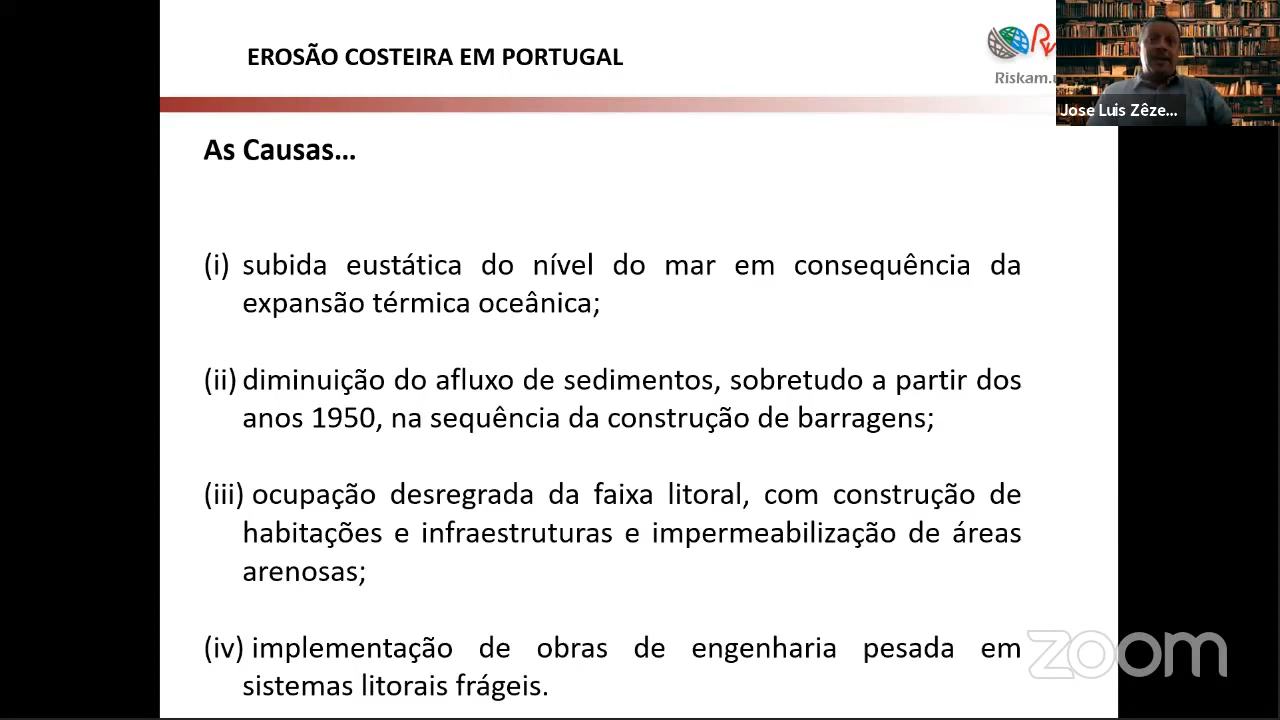 EROSÃO COSTEIRA EM PORTUGAL
Riskam.
Jose Luis Zêze...
As Causas...
(i) subida eustática do nível do mar em consequência da
expansão térmica oceânica;
(ii) diminuição do afluxo de sedimentos, sobretudo a partir dos
anos 1950, na sequência da construção de barragens;
(iii) ocupação desregrada da faixa litoral, com construção de
habitações e infraestruturas e impermeabilização de áreas
arenosas;
(iv) implementação de obras de engenharia pesada em
sistemas litorais frágeis.
zoom